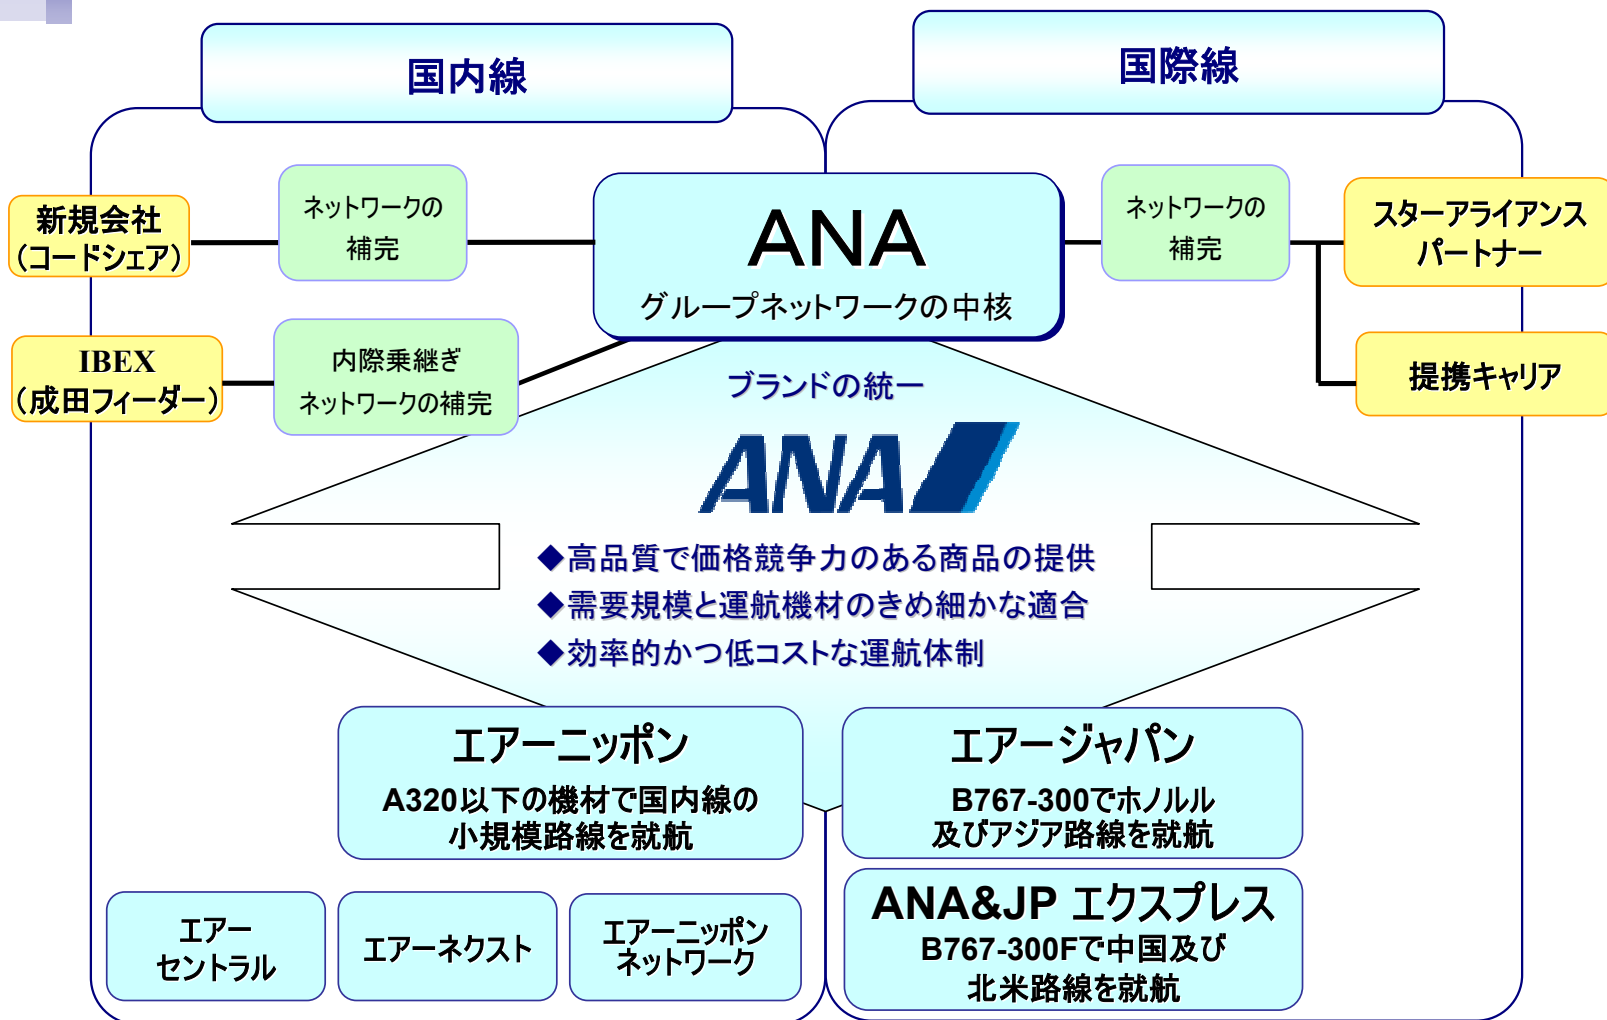 国内線
国際線
新規会社
（コードシェア）
ネットワークの
補完
ANA
グループネットワークの中核
ネットワークの
補完
スターアライアンス
パートナー
IBEX
（成田フィーダー）
内際乗継ぎ
ネットワークの補完
提携キャリア
ブランドの統一
ANA
◆高品質で価格競争力のある商品の提供
◆需要規模と運航機材のきめ細かな適合
◆効率的かつ低コストな運航体制
エアーニッポン
A320以下の機材で国内線の
小規模路線を就航
エアージャパン
B767-300でホノルル
及びアジア路線を就航
エアー
セントラル
エアーネクスト
エアーニッポン
ネットワーク
ANA&JP エクスプレス
B767-300Fで中国及び
北米路線を就航